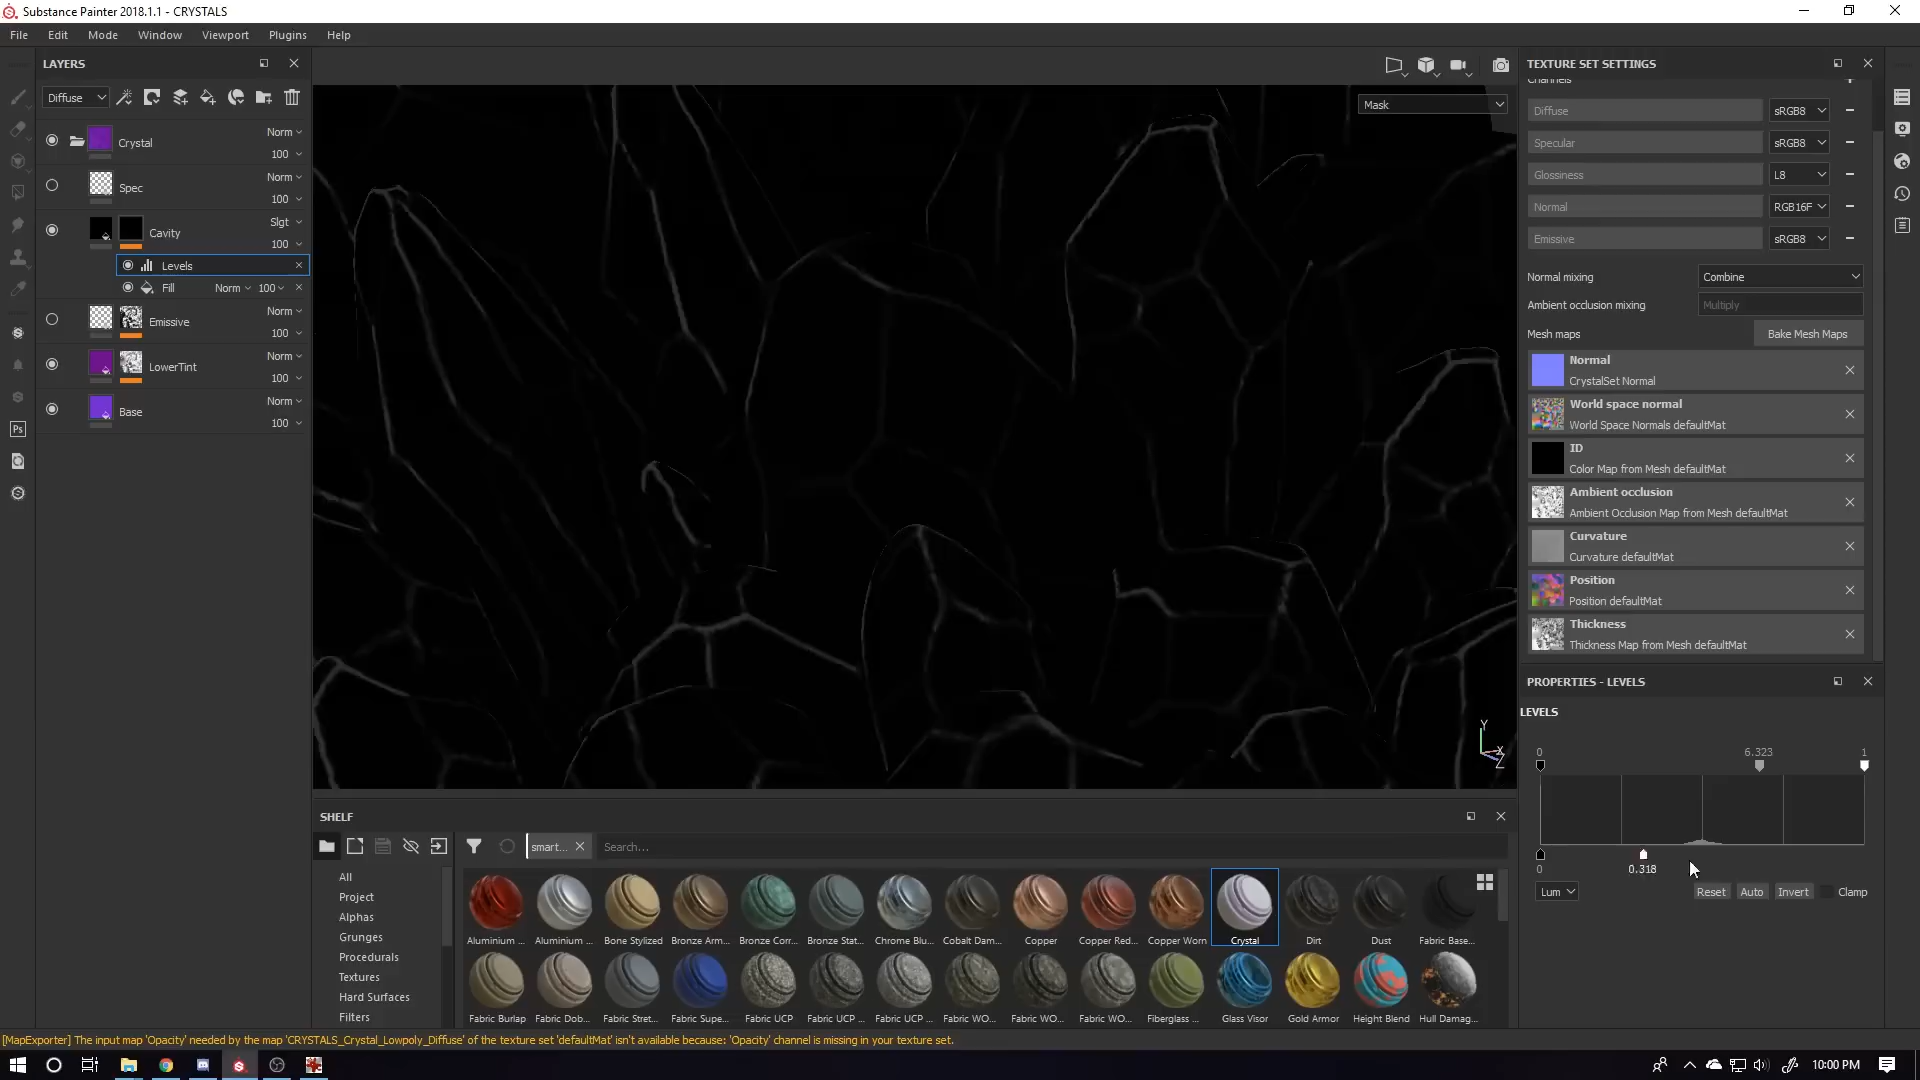 Substance Painter 2018.1.1 - CRYSTALS
File Edit Mode Window Viewport Plugins Help
LAYERS
Diffuse
Crystal Norm 100
Spec Norm 100
Cavity Slgt 100
Levels
Fill Norm 100
Emissive Norm 100
LowerTint Norm 100
Base Norm 100
Ps
Mask
Y
X
Z
TEXTURE SET SETTINGS
Channels
Diffuse sRGB8
Specular sRGB8
Glossiness L8
Normal RGB16F
Emissive sRGB8
Normal mixing Combine
Ambient occlusion mixing Multiply
Mesh maps Bake Mesh Maps
Normal
CrystalSet Normal
World space normal
World Space Normals defaultMat
ID
Color Map from Mesh defaultMat
Ambient occlusion
Ambient Occlusion Map from Mesh defaultMat
Curvature
Curvature defaultMat
Position
Position defaultMat
Thickness
Thickness Map from Mesh defaultMat
PROPERTIES - LEVELS
LEVELS
0 6.323 1
0 0.318
Lum Reset Auto Invert Clamp
SHELF
smart... Search...
All
Project
Alphas
Grunges
Procedurals
Textures
Hard Surfaces
Filters
Aluminium ... Aluminium ... Bone Stylized Bronze Arm... Bronze Corr... Bronze Stat... Chrome Blu... Cobalt Dam... Copper Copper Red... Copper Worn Crystal Dirt Dust Fabric Base...
Fabric Burlap Fabric Dob... Fabric Stret... Fabric Supe... Fabric UCP Fabric UCP ... Fabric UCP ... Fabric WO... Fabric WO... Fabric WO... Fiberglass ... Glass Visor Gold Armor Height Blend Hull Damag...
[MapExporter] The input map 'Opacity' needed by the map 'CRYSTALS_Crystal_Lowpoly_Diffuse' of the texture set 'defaultMat' isn't available because: 'Opacity' channel is missing in your texture set.
10:00 PM